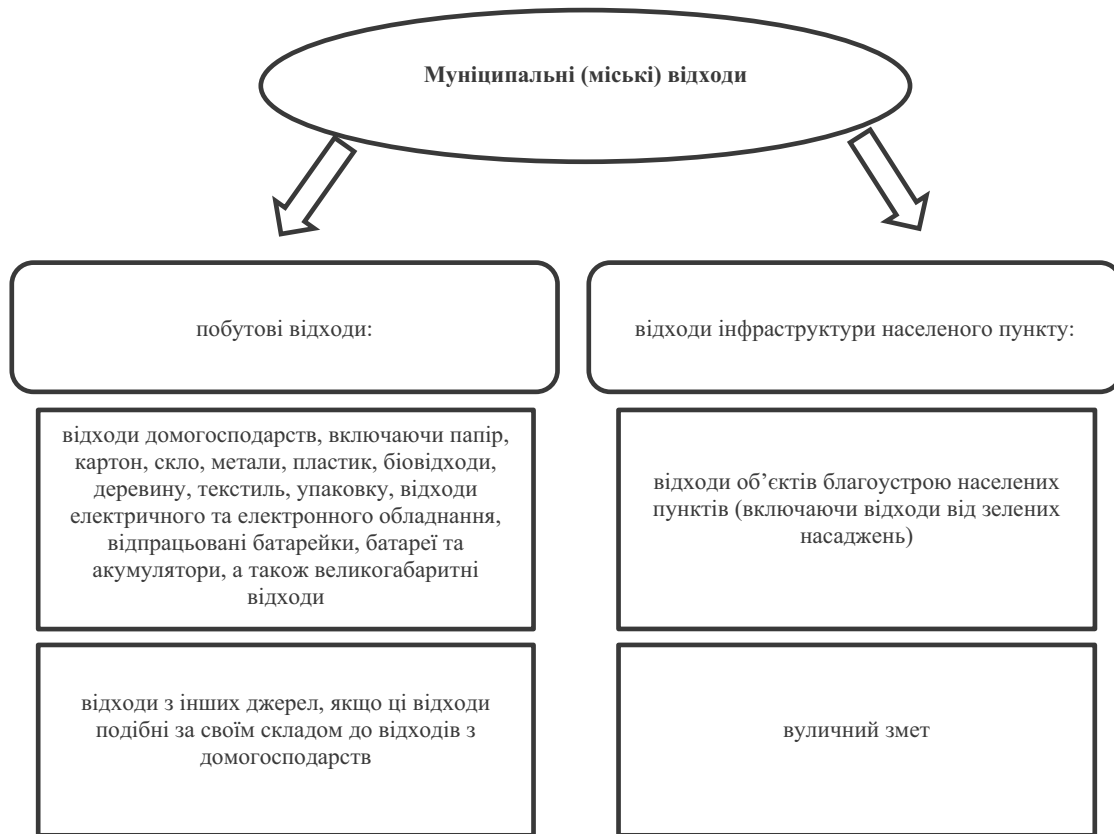 Муніципальні (міські) відходи
побутові відходи:
відходи інфраструктури населеного пункту:
відходи домогосподарств, включаючи папір,
картон, скло, метали, пластик, біовідходи,
деревину, текстиль, упаковку, відходи
електричного та електронного обладнання,
відпрацьовані батарейки, батареї та
акумулятори, а також великогабаритні
відходи
відходи об’єктів благоустрою населених
пунктів (включаючи відходи від зелених
насаджень)
відходи з інших джерел, якщо ці відходи
подібні за своїм складом до відходів з
домогосподарств
вуличний змет